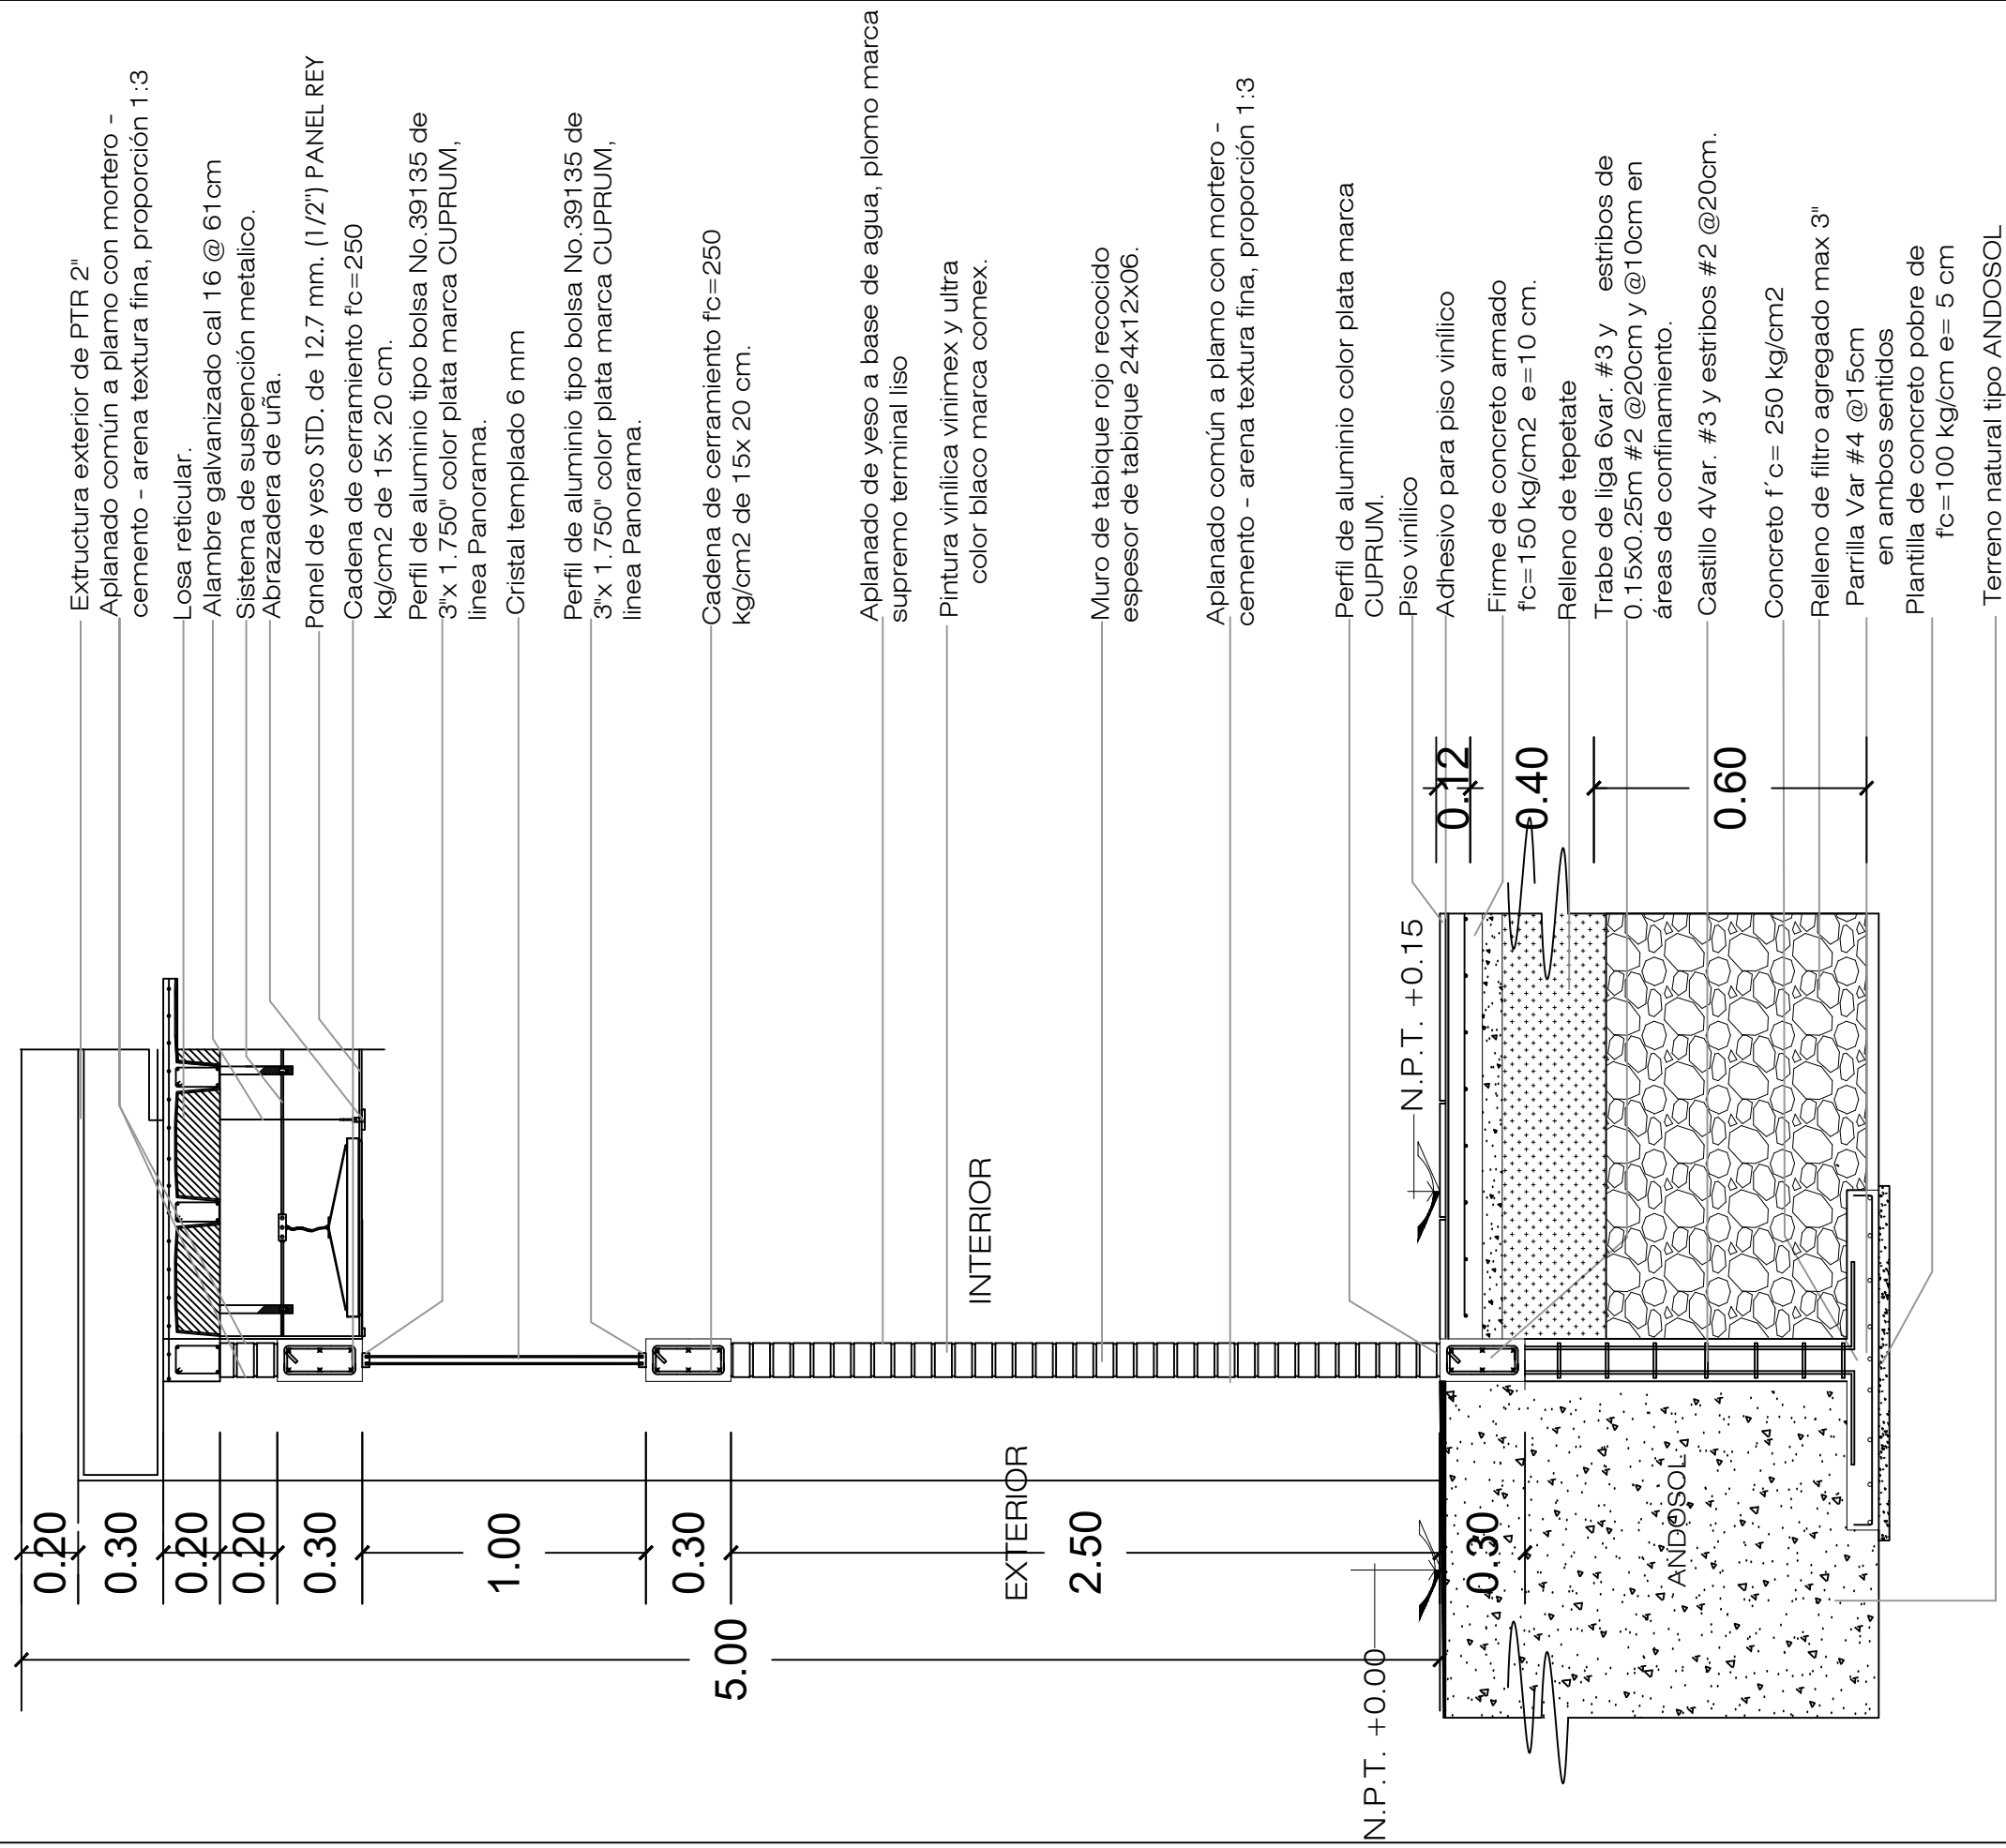 Extructura exterior de PTR 2"
Aplanado común a plamo con mortero -
cemento - arena textura fina, proporción 1:3
Losa reticular.
Alambre galvanizado cal 16 @ 61cm
Sistema de suspención metalico.
Abrazadera de uña.
Panel de yeso STD. de 12.7 mm. (1/2") PANEL REY
Cadena de cerramiento f'c=250
kg/cm2 de 15x 20 cm.
Perfil de aluminio tipo bolsa No.39135 de
3"x 1.750" color plata marca CUPRUM,
linea Panorama.
Cristal templado 6 mm
Perfil de aluminio tipo bolsa No.39135 de
3"x 1.750" color plata marca CUPRUM,
linea Panorama.
Cadena de cerramiento f'c=250
kg/cm2 de 15x 20 cm.
Aplanado de yeso a base de agua, plomo marca
supremo terminal liso
Pintura vinílica vinimex y ultra
color blaco marca comex.
Muro de tabique rojo recocido
espesor de tabique 24x12x06.
Aplanado común a plamo con mortero -
cemento - arena textura fina, proporción 1:3
Perfil de aluminio color plata marca
CUPRUM.
Piso vinílico
Adhesivo para piso vinílico
Firme de concreto armado
f'c=150 kg/cm2 e=10 cm.
Relleno de tepetate
Trabe de liga 6var. #3 y estribos de
0.15x0.25m #2 @20cm y @10cm en
áreas de confinamiento.
Castillo 4Var. #3 y estribos #2 @20cm.
Concreto f´c= 250 kg/cm2
Relleno de filtro agregado max 3"
Parrilla Var #4 @15cm
en ambos sentidos
Plantilla de concreto pobre de
f'c=100 kg/cm e= 5 cm
Terreno natural tipo ANDOSOL
0.12
0.40
0.60
N.P.T. +0.15
INTERIOR
EXTERIOR
ANDOSOL
0.20
0.30
0.20
0.20
0.30
1.00
0.30
2.50
0.30
5.00
N.P.T. +0.00